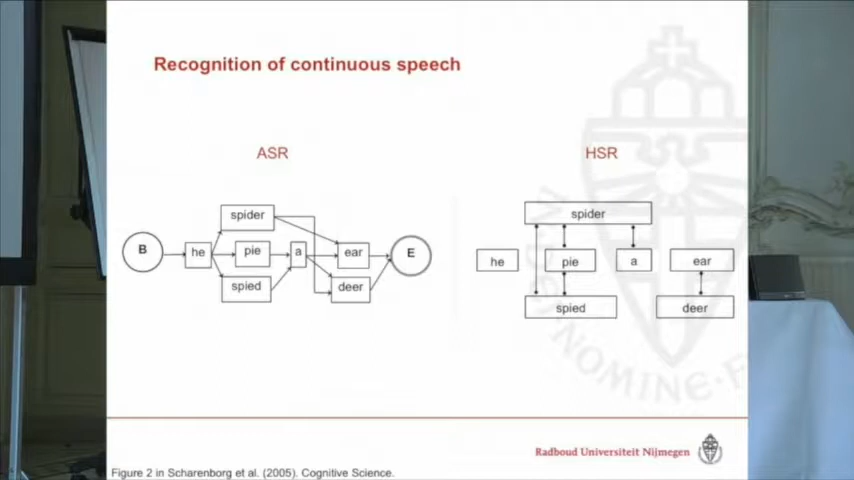 Recognition of continuous speech
ASR
HSR
B
he
spider
pie
spied
a
ear
deer
E
spider
he
pie
a
ear
spied
deer
NOMINE
Radboud Universiteit Nijmegen
Figure 2 in Scharenborg et al. (2005). Cognitive Science.